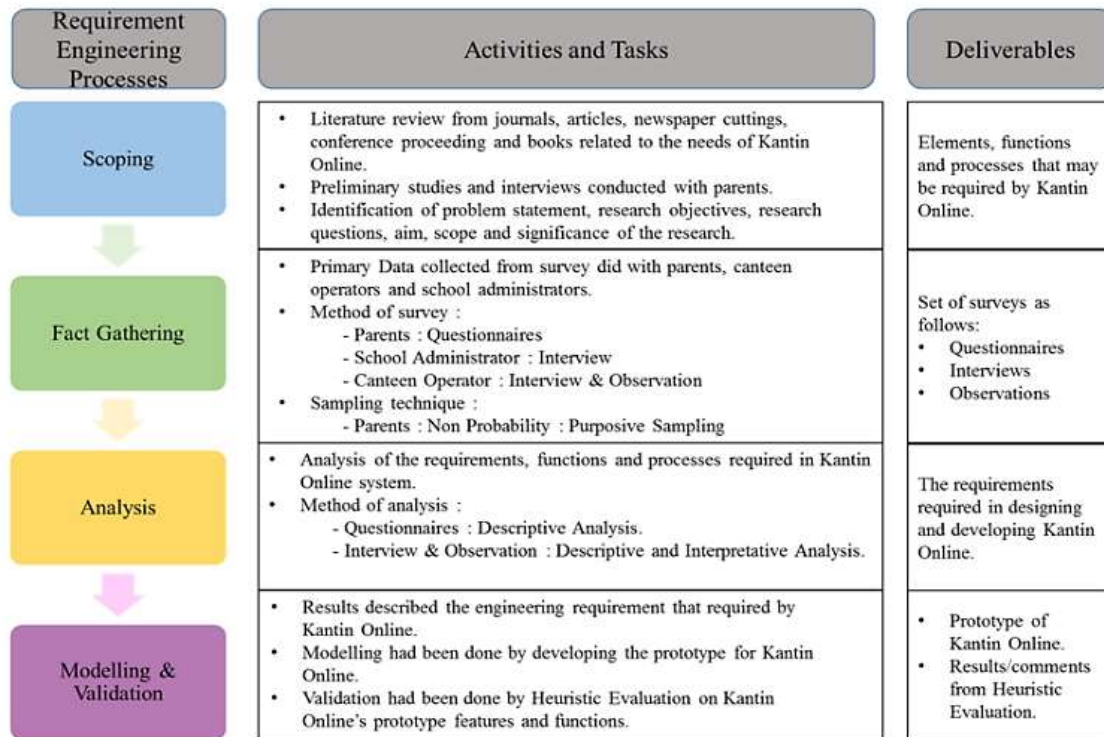 Requirement
Engineering
Processes
Activities and Tasks
Deliverables
Scoping
• Literature review from journals, articles, newspaper cuttings,
conference proceeding and books related to the needs of Kantin
Online.
• Preliminary studies and interviews conducted with parents.
• Identification of problem statement, research objectives, research
questions, aim, scope and significance of the research.
Elements, functions
and processes that may
be required by Kantin
Online.
Fact Gathering
• Primary Data collected from survey did with parents, canteen
operators and school administrators.
• Method of survey :
- Parents : Questionnaires
- School Administrator : Interview
- Canteen Operator : Interview & Observation
• Sampling technique :
- Parents : Non Probability : Purposive Sampling
Set of surveys as
follows:
• Questionnaires
• Interviews
• Observations
Analysis
• Analysis of the requirements, functions and processes required in Kantin
Online system.
• Method of analysis :
- Questionnaires : Descriptive Analysis.
- Interview & Observation : Descriptive and Interpretative Analysis.
The requirements
required in designing
and developing Kantin
Online.
Modelling &
Validation
• Results described the engineering requirement that required by
Kantin Online.
• Modelling had been done by developing the prototype for Kantin
Online.
• Validation had been done by Heuristic Evaluation on Kantin
Online's prototype features and functions.
• Prototype of
Kantin Online.
• Results/comments
from Heuristic
Evaluation.